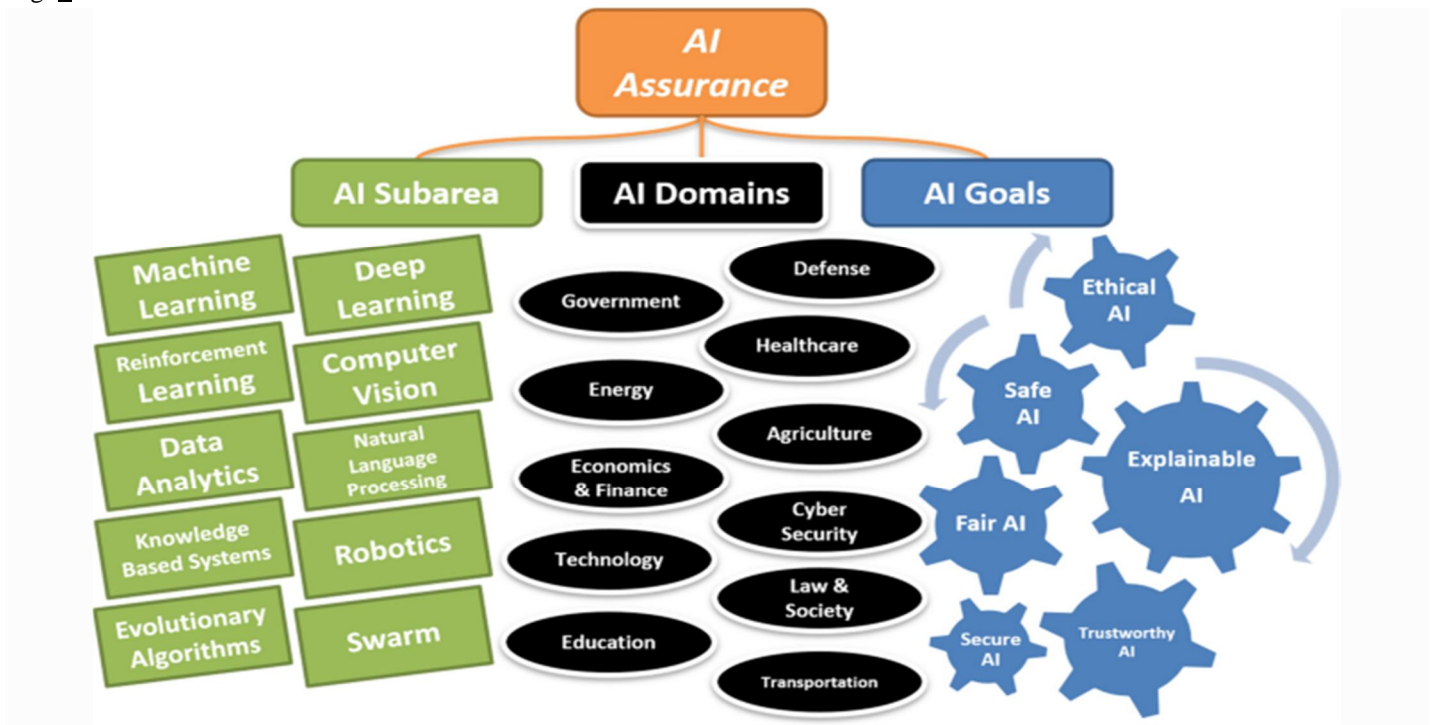 AI
Assurance
AI Subarea
AI Domains
AI Goals
Machine
Learning
Deep
Learning
Reinforcement
Learning
Computer
Vision
Data
Analytics
Natural
Language
Processing
Knowledge
Based Systems
Robotics
Evolutionary
Algorithms
Swarm
Defense
Government
Healthcare
Energy
Agriculture
Economics
& Finance
Cyber
Security
Technology
Law &
Society
Education
Transportation
Ethical
AI
Safe
AI
Explainable
AI
Fair AI
Secure
AI
Trustworthy
AI